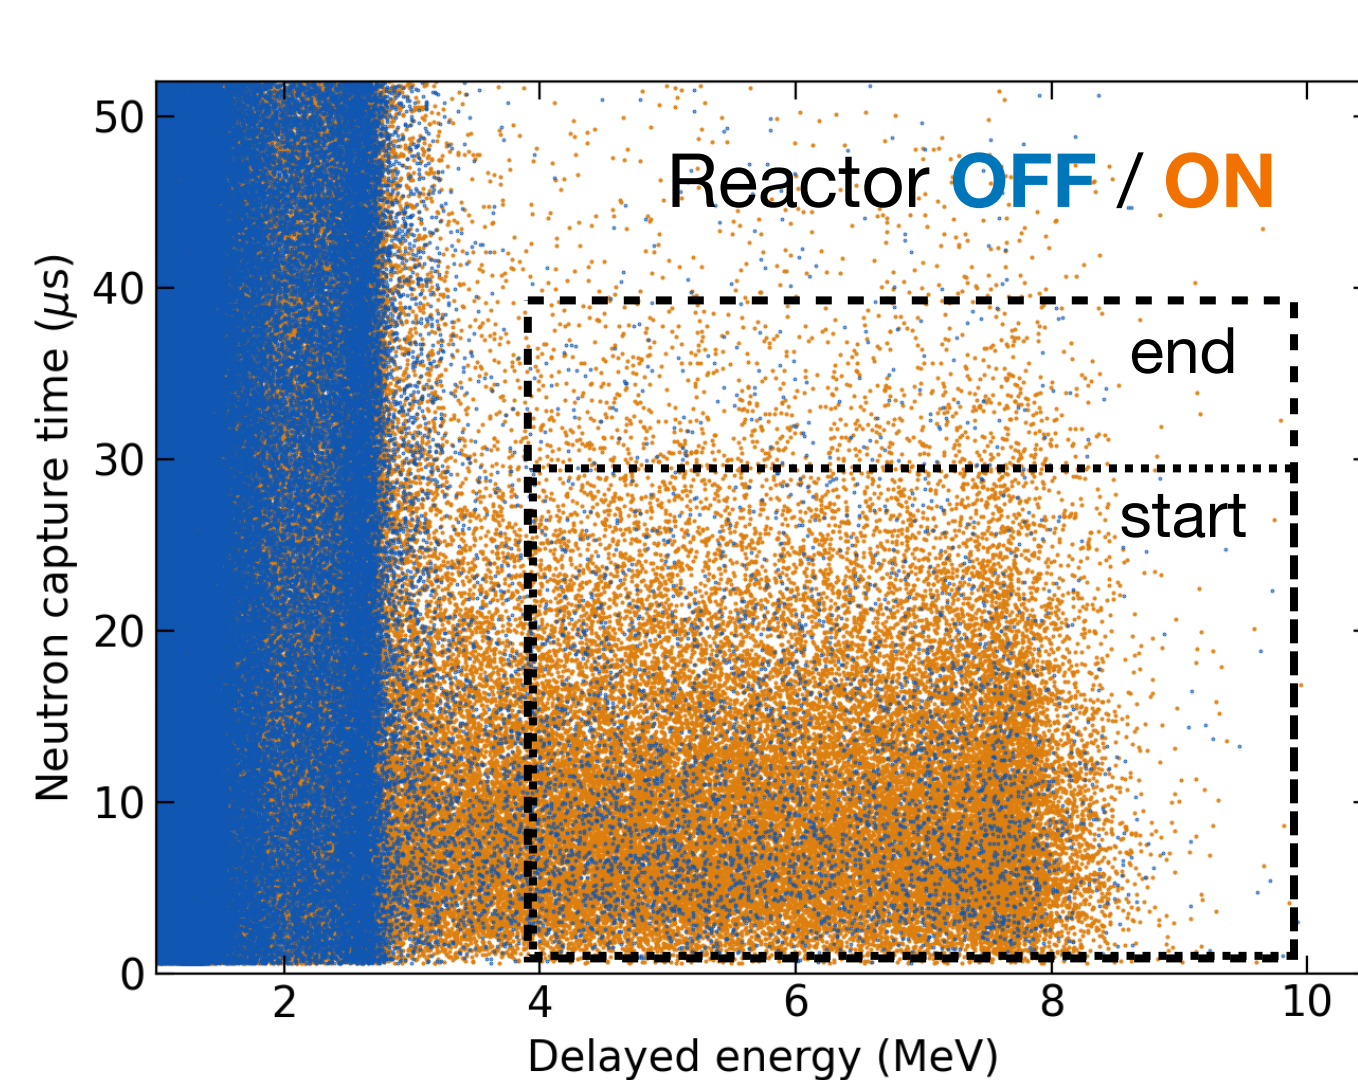 50
40
30
20
10
0
Neutron capture time (μs)
Reactor OFF / ON
end
start
2 4 6 8 10
Delayed energy (MeV)